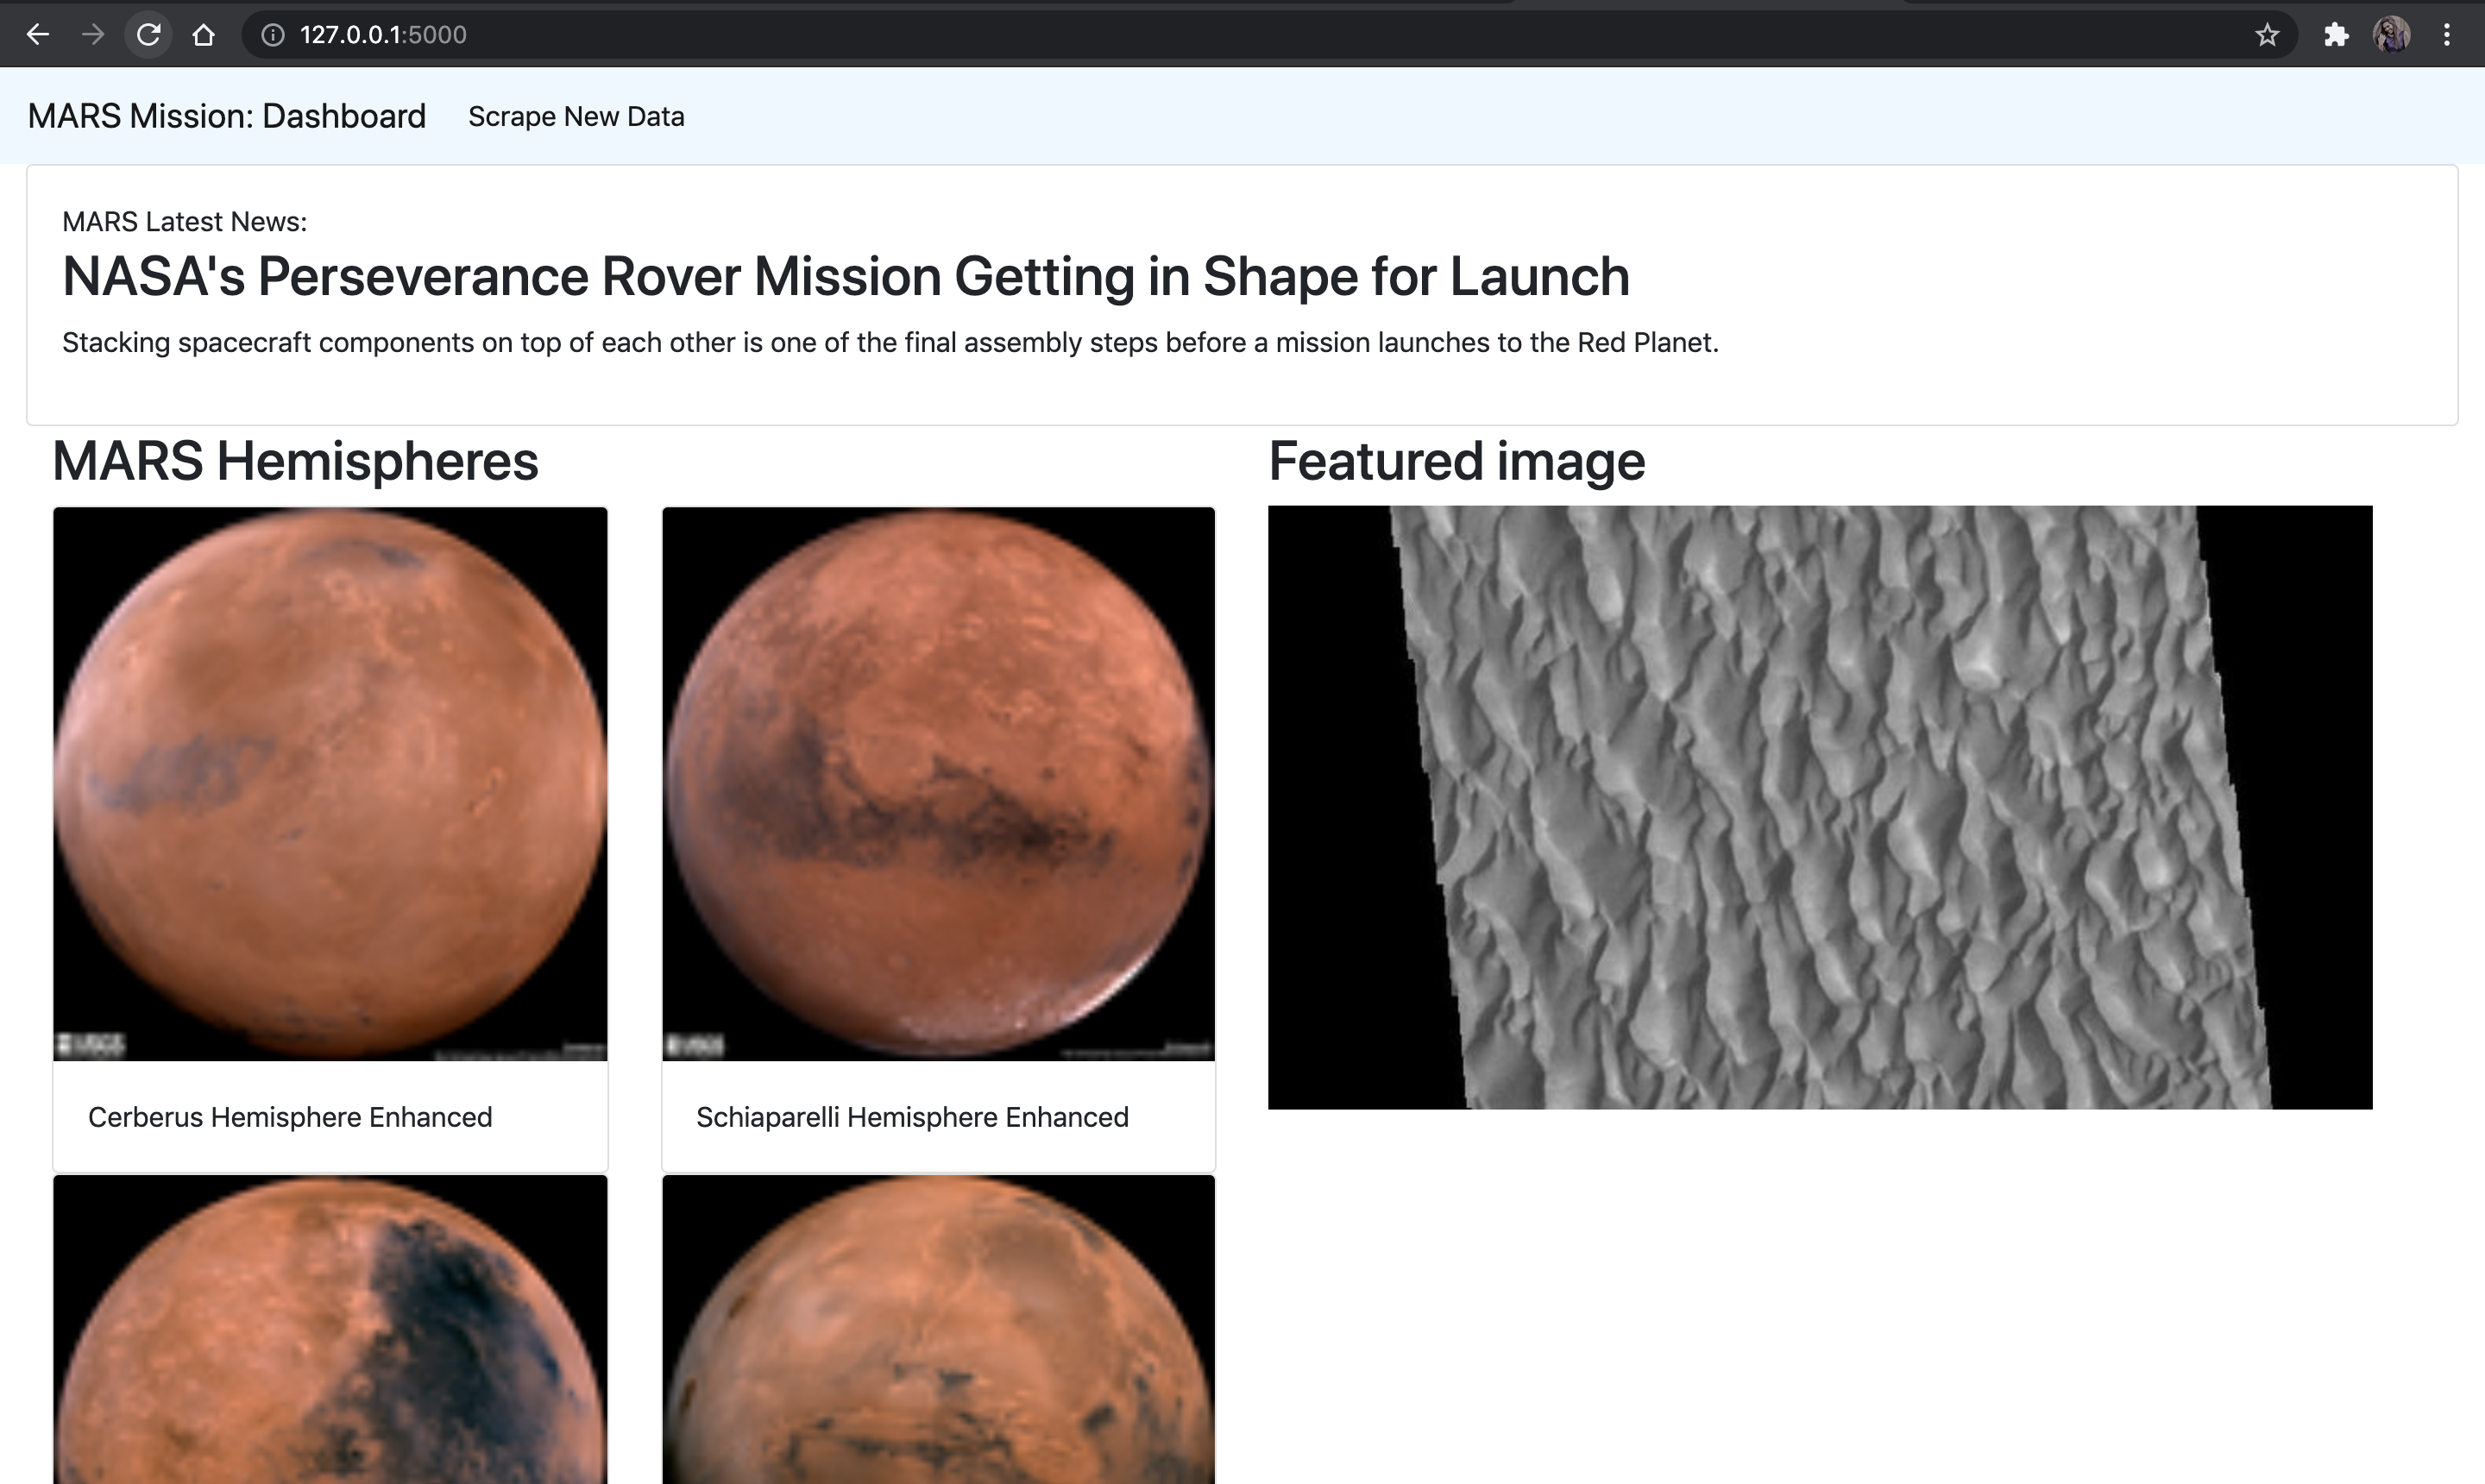 127.0.0.1:5000
MARS Mission: Dashboard Scrape New Data
MARS Latest News:
NASA's Perseverance Rover Mission Getting in Shape for Launch
Stacking spacecraft components on top of each other is one of the final assembly steps before a mission launches to the Red Planet.
MARS Hemispheres
Featured image
USGS
USGS
Cerberus Hemisphere Enhanced
Schiaparelli Hemisphere Enhanced